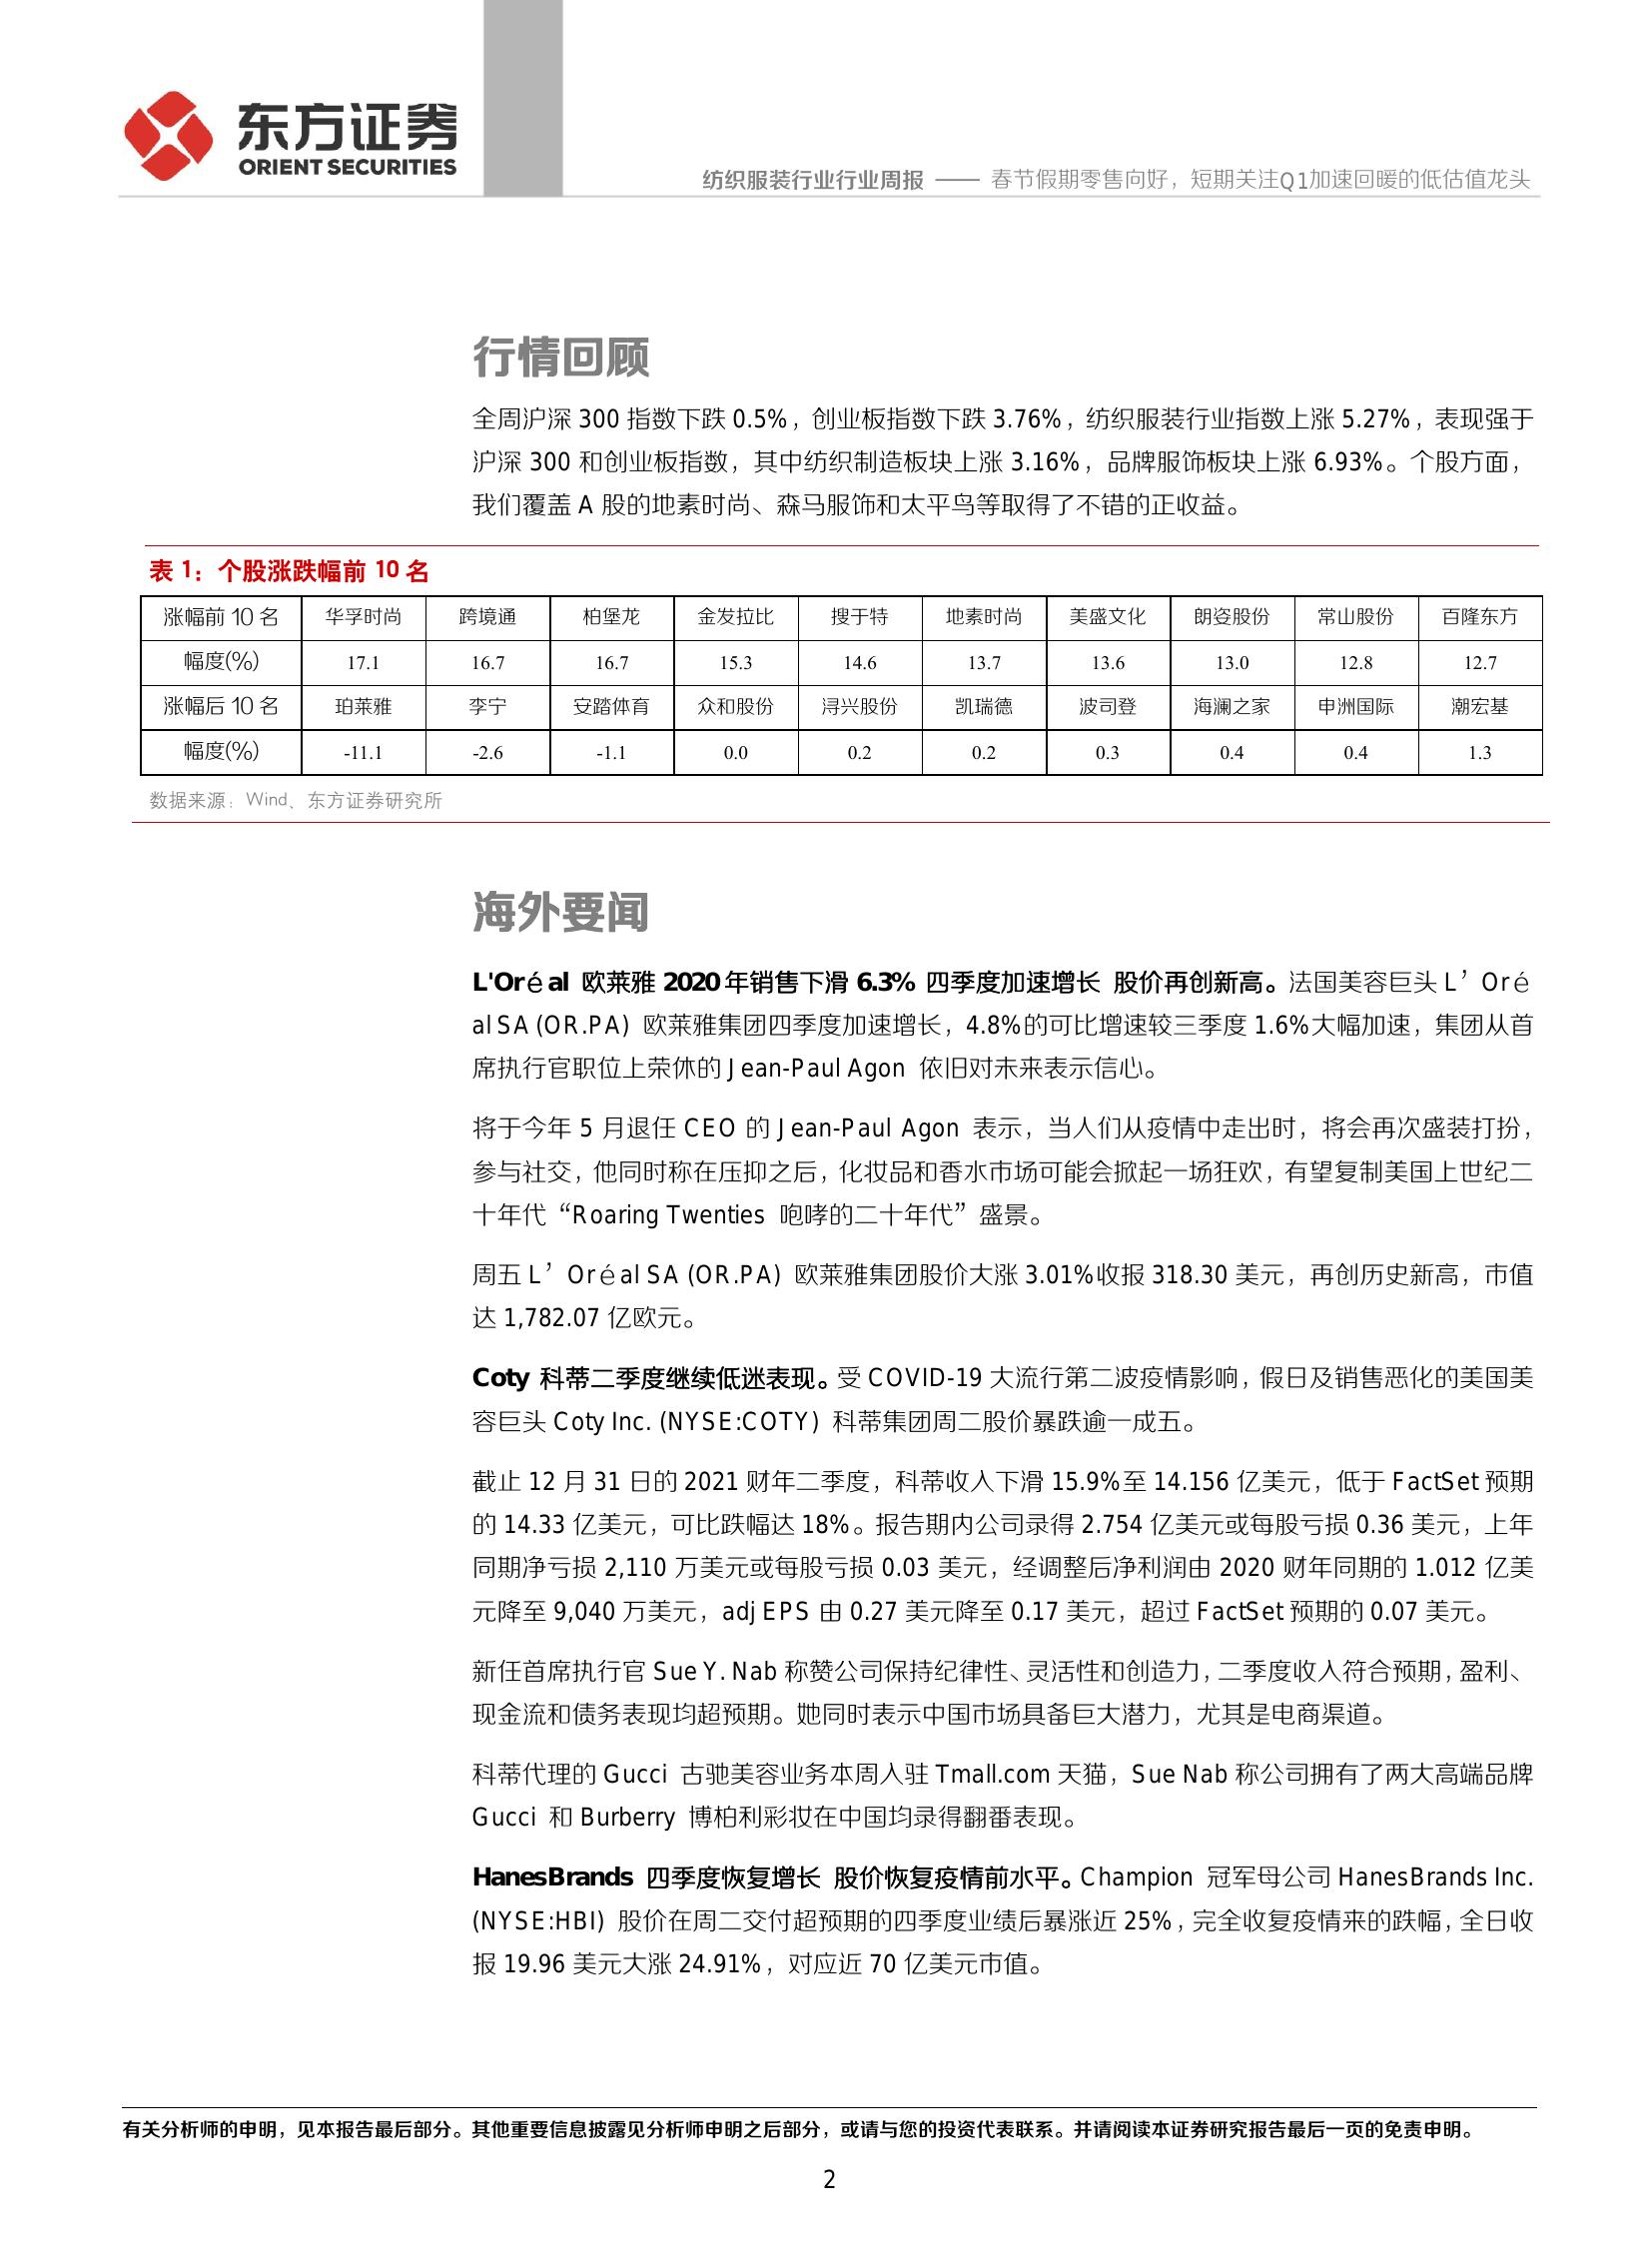 东方证券
ORIENT SECURITIES
纺织服装行业行业周报 —— 春节假期零售向好，短期关注Q1加速回暖的低估值龙头
行情回顾
全周沪深 300 指数下跌 0.5%，创业板指数下跌 3.76%，纺织服装行业指数上涨 5.27%，表现强于
沪深 300 和创业板指数，其中纺织制造板块上涨 3.16%，品牌服饰板块上涨 6.93%。个股方面，
我们覆盖 A 股的地素时尚、森马服饰和太平鸟等取得了不错的正收益。
表 1：个股涨跌幅前 10 名
涨幅前 10 名 华孚时尚 跨境通 柏堡龙 金发拉比 搜于特 地素时尚 美盛文化 朗姿股份 常山股份 百隆东方
幅度(%) 17.1 16.7 16.7 15.3 14.6 13.7 13.6 13.0 12.8 12.7
涨幅后 10 名 珀莱雅 李宁 安踏体育 众和股份 浔兴股份 凯瑞德 波司登 海澜之家 申洲国际 潮宏基
幅度(%) -11.1 -2.6 -1.1 0.0 0.2 0.2 0.3 0.4 0.4 1.3
数据来源：Wind、东方证券研究所
海外要闻
L'Oréal 欧莱雅 2020 年销售下滑 6.3% 四季度加速增长 股价再创新高。法国美容巨头 L’Oré
al SA (OR.PA) 欧莱雅集团四季度加速增长，4.8%的可比增速较三季度 1.6%大幅加速，集团从首
席执行官职位上荣休的 Jean-Paul Agon 依旧对未来表示信心。
将于今年 5 月退任 CEO 的 Jean-Paul Agon 表示，当人们从疫情中走出时，将会再次盛装打扮，
参与社交，他同时称在压抑之后，化妆品和香水市场可能会掀起一场狂欢，有望复制美国上世纪二
十年代“Roaring Twenties 咆哮的二十年代”盛景。
周五 L’Oréal SA (OR.PA) 欧莱雅集团股价大涨 3.01%收报 318.30 美元，再创历史新高，市值
达 1,782.07 亿欧元。
Coty 科蒂二季度继续低迷表现。受 COVID-19 大流行第二波疫情影响，假日及销售恶化的美国美
容巨头 Coty Inc. (NYSE:COTY) 科蒂集团周二股价暴跌逾一成五。
截止 12 月 31 日的 2021 财年二季度，科蒂收入下滑 15.9%至 14.156 亿美元，低于 FactSet 预期
的 14.33 亿美元，可比跌幅达 18%。报告期内公司录得 2.754 亿美元或每股亏损 0.36 美元，上年
同期净亏损 2,110 万美元或每股亏损 0.03 美元，经调整后净利润由 2020 财年同期的 1.012 亿美
元降至 9,040 万美元，adj EPS 由 0.27 美元降至 0.17 美元，超过 FactSet 预期的 0.07 美元。
新任首席执行官 Sue Y. Nab 称赞公司保持纪律性、灵活性和创造力，二季度收入符合预期，盈利、
现金流和债务表现均超预期。她同时表示中国市场具备巨大潜力，尤其是电商渠道。
科蒂代理的 Gucci 古驰美容业务本周入驻 Tmall.com 天猫，Sue Nab 称公司拥有了两大高端品牌
Gucci 和 Burberry 博柏利彩妆在中国均录得翻番表现。
HanesBrands 四季度恢复增长 股价恢复疫情前水平。Champion 冠军母公司 HanesBrands Inc.
(NYSE:HBI) 股价在周二交付超预期的四季度业绩后暴涨近 25%，完全收复疫情来的跌幅，全日收
报 19.96 美元大涨 24.91%，对应近 70 亿美元市值。
有关分析师的申明，见本报告最后部分。其他重要信息披露见分析师申明之后部分，或请与您的投资代表联系。并请阅读本证券研究报告最后一页的免责申明。
2